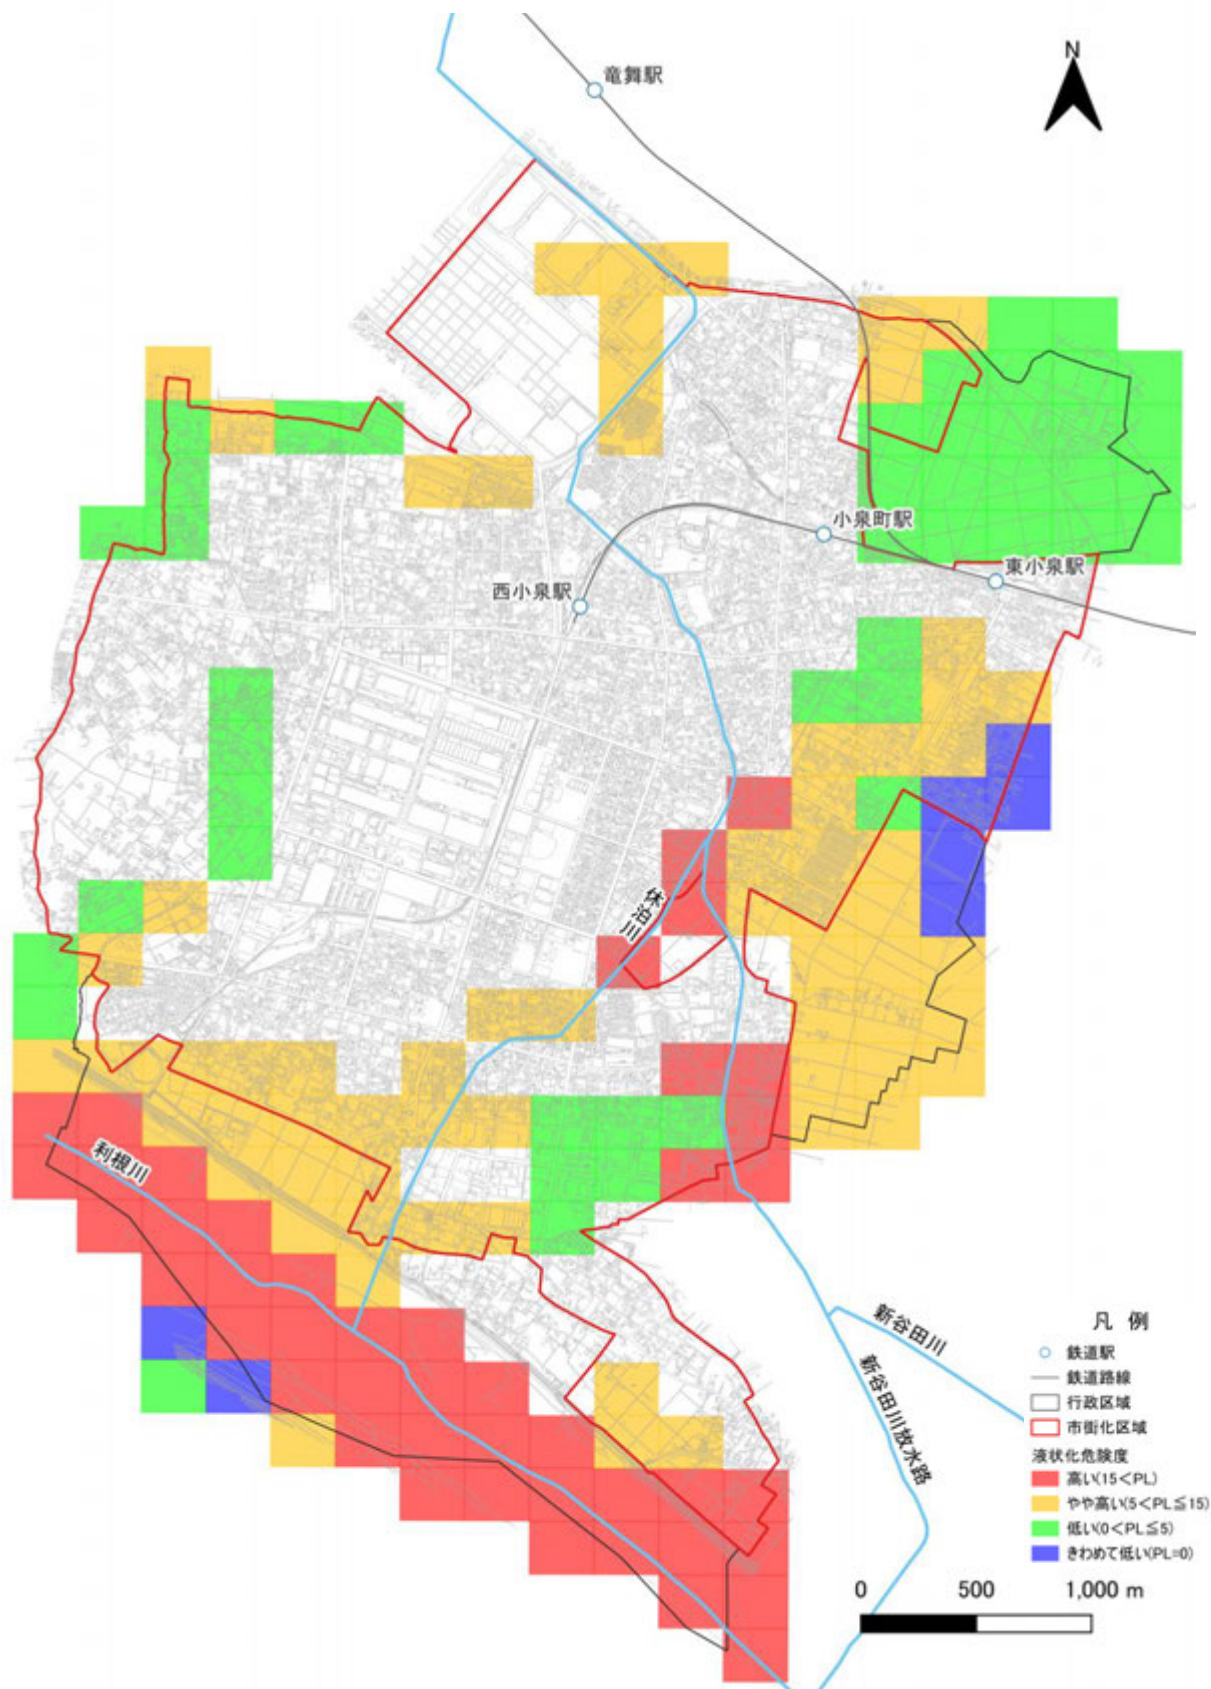 N
竜舞駅
小泉町駅
東小泉駅
西小泉駅
休泊川
利根川
新谷田川
新谷田川放水路
凡 例
鉄道駅
鉄道路線
行政区域
市街化区域
液状化危険度
高い(15<PL)
やや高い(5<PL≦15)
低い(0<PL≦5)
きわめて低い(PL=0)
0 500 1,000 m